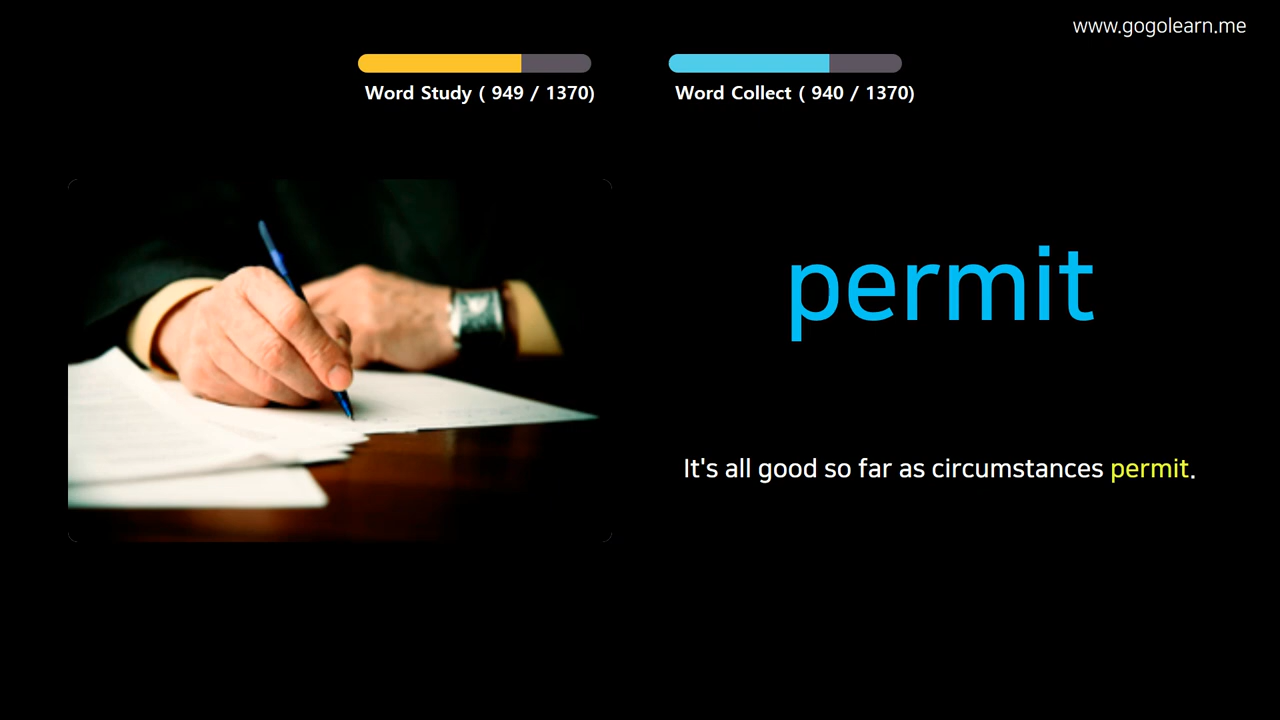 www.gogolearn.me
Word Study ( 949 / 1370)
Word Collect ( 940 / 1370)
permit
It's all good so far as circumstances permit.